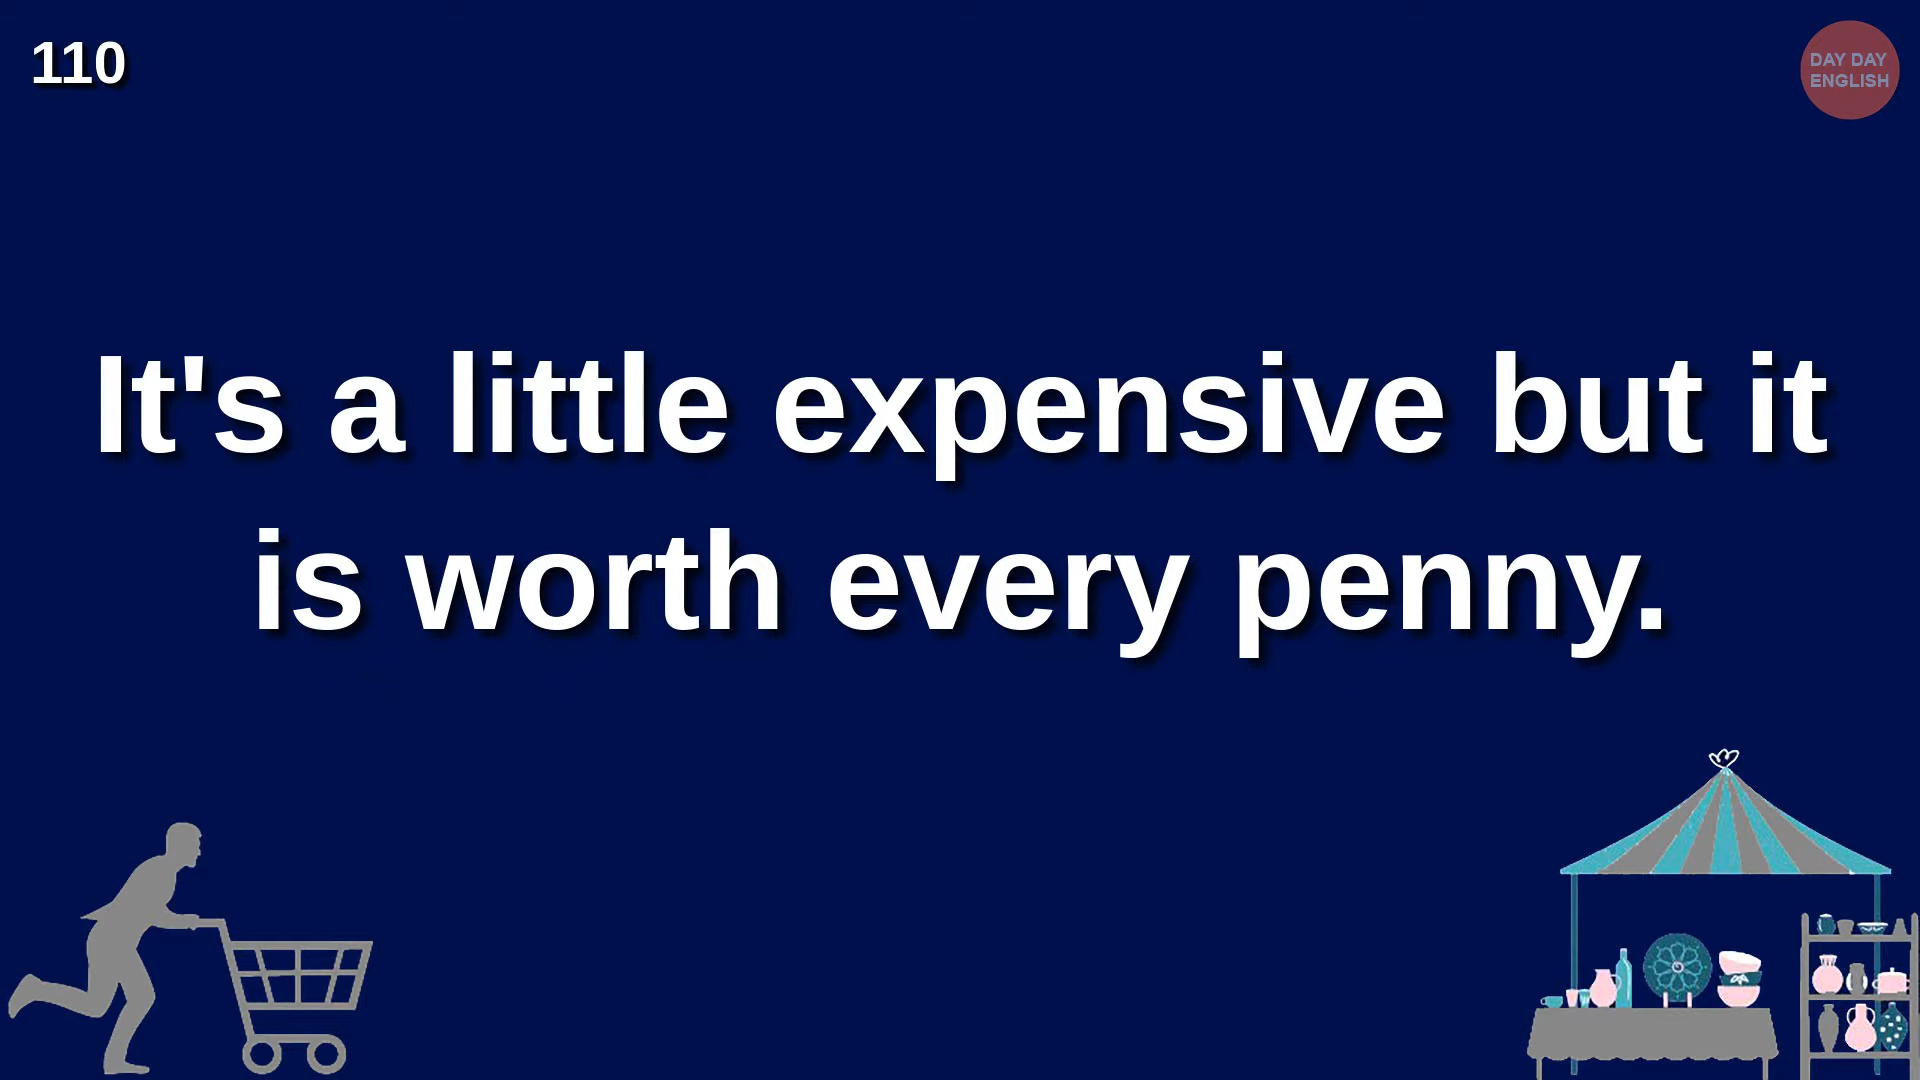 110
DAY DAY
ENGLISH
It's a little expensive but it
is worth every penny.